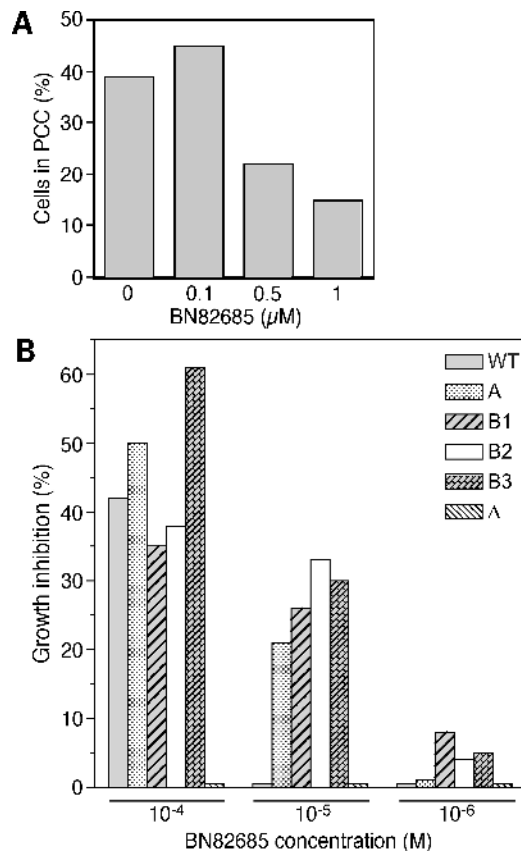 A
50
40
30
20
10
0
Cells in PCC (%)
0 0.1 0.5 1
BN82685 (µM)
B
60
50
40
30
20
10
0
Growth inhibition (%)
WT
A
B1
B2
B3
Λ
10⁻⁴ 10⁻⁵ 10⁻⁶
BN82685 concentration (M)